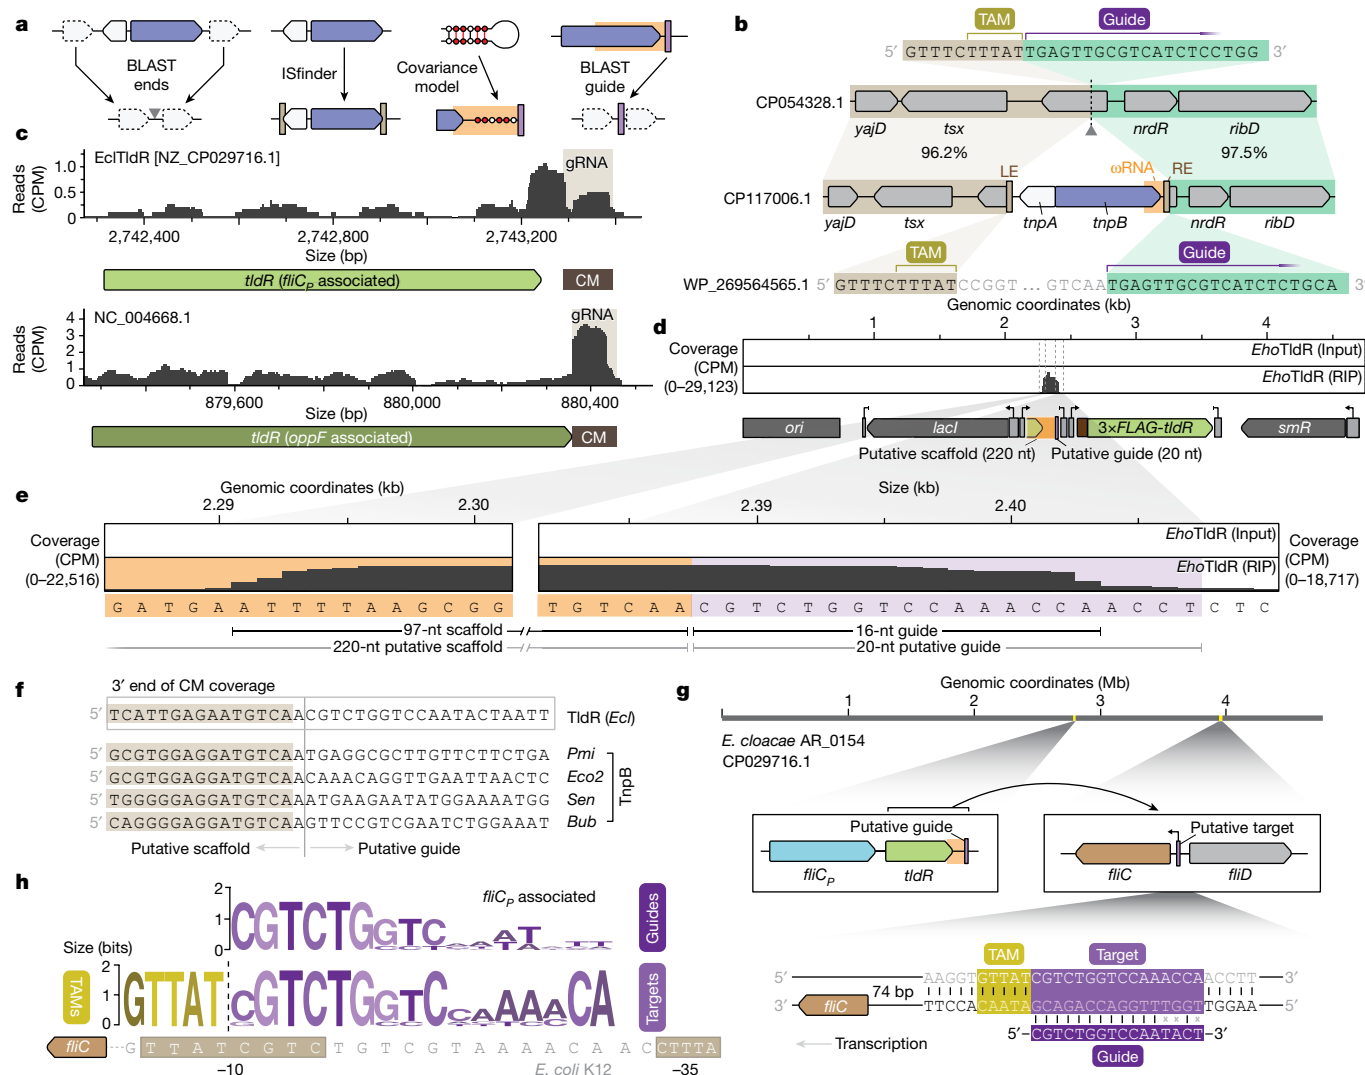 a
BLAST
ends
ISfinder
Covariance
model
BLAST
guide
b
TAM
Guide
5′ GTTTCTTTATTGAGTTGCGTCATCTCCTGG 3′
CP054328.1
yajD
tsx
nrdR
ribD
96.2%
97.5%
LE
ωRNA
RE
CP117006.1
yajD
tsx
tnpA
tnpB
nrdR
ribD
TAM
Guide
WP_269564565.1 5′ GTTTCTTTATCCGGT ... GTCAATGAGTTGCGTCATCTCTGCA 3′
c
EclTldR [NZ_CP029716.1]
gRNA
Reads
(CPM)
1.0
0.5
0
2,742,400
2,742,800
2,743,200
Size (bp)
tldR (fliCP associated)
CM
NC_004668.1
gRNA
Reads
(CPM)
4
3
2
1
0
879,600
880,000
880,400
Size (bp)
tldR (oppF associated)
CM
d
Genomic coordinates (kb)
1
2
3
4
Coverage
(CPM)
(0–29,123)
EhoTldR (Input)
EhoTldR (RIP)
ori
lacI
3×FLAG-tldR
smR
Putative scaffold (220 nt)
Putative guide (20 nt)
e
Genomic coordinates (kb)
Size (kb)
2.29
2.30
2.39
2.40
Coverage
(CPM)
(0–22,516)
EhoTldR (Input)
EhoTldR (RIP)
Coverage
(CPM)
(0–18,717)
G A T G A A T T T T A A G C G G
T G T C A A C G T C T G G T C C A A A C C A A C C T C T C
97-nt scaffold
16-nt guide
220-nt putative scaffold
20-nt putative guide
f
3′ end of CM coverage
5′ TCATTGAGAATGTCAACGTCTGGTCCAATACTAATT TldR (Ecl)
5′ GCGTGGAGGATGTCAATGAGGCGCTTGTTCTTCTGA Pmi
5′ GCGTGGAGGATGTCAACAAACAGGTTGAATTAACTC Eco2
5′ TGGGGGAGGATGTCAAATGAAGAATATGGAAAATGG Sen
5′ CAGGGGAGGATGTCAAGTTCCGTCGAATCTGGAAAT Bub
TnpB
Putative scaffold
Putative guide
g
Genomic coordinates (Mb)
1
2
3
4
E. cloacae AR_0154
CP029716.1
Putative guide
fliCP
tldR
Putative target
fliC
fliD
TAM
Target
5′ AAGGTGTTATCGTCTGGTCCAAACCAACCTT 3′
74 bp
3′ fliC TTCCACAATAGCAGACCAGGTTTGGTTGGAA 5′
5′-CGTCTGGTCCAATACT-3′
Transcription
Guide
h
fliCP associated
2
1
0
Guides
Size (bits)
TAMs
2
1
0
GTTAT
Targets
fliC
G T T A T C G T C T G T C G T A A A A C A A C CTTTA
−10
E. coli K12
−35